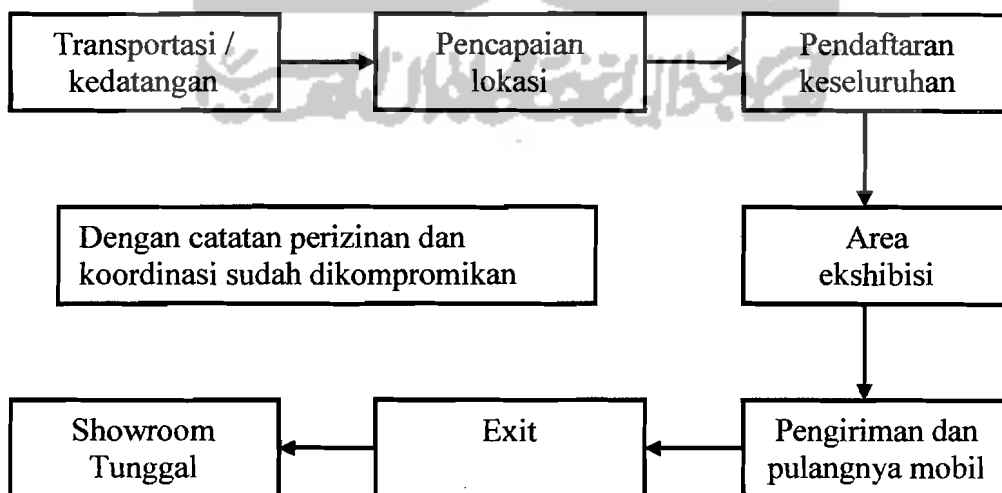 Transportasi /
kedatangan
Pencapaian
lokasi
Pendaftaran
keseluruhan
Dengan catatan perizinan dan
koordinasi sudah dikompromikan
Area
ekshibisi
Showroom
Tunggal
Exit
Pengiriman dan
pulangnya mobil